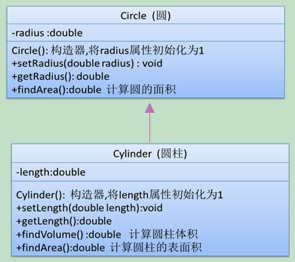 Circle (圆)
-radius :double
Circle(): 构造器,将radius属性初始化为1
+setRadius(double radius) : void
+getRadius(): double
+findArea():double 计算圆的面积
Cylinder (圆柱)
-length:double
Cylinder(): 构造器,将length属性初始化为1
+setLength(double length):void
+getLength():double
+findVolume() :double 计算圆柱体积
+findArea():double 计算圆柱的表面积